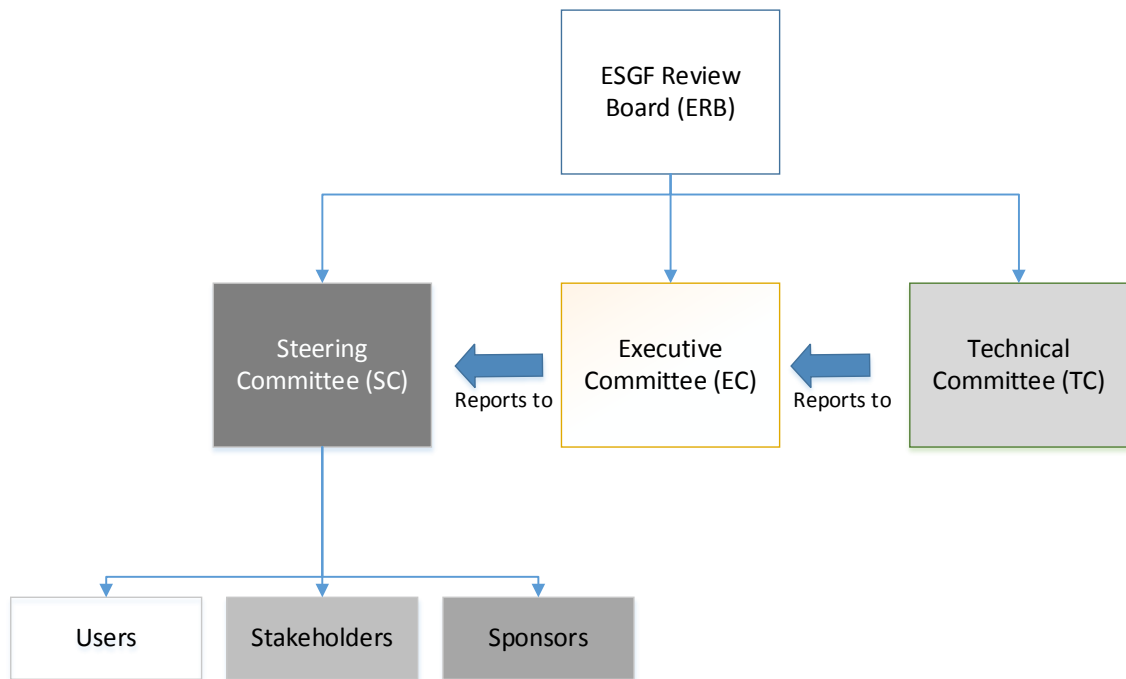 ESGF Review
Board (ERB)
Steering
Committee (SC)
Reports to
Executive
Committee (EC)
Reports to
Technical
Committee (TC)
Users
Stakeholders
Sponsors